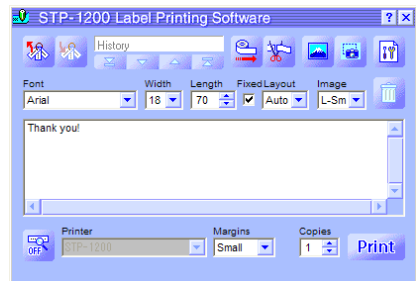 STP-1200 Label Printing Software
History
Font Width Length Fixed Layout Image
Arial 18 70 Auto L-Sm
Thank you!
Printer Margins Copies
STP-1200 Small 1 Print
OFF